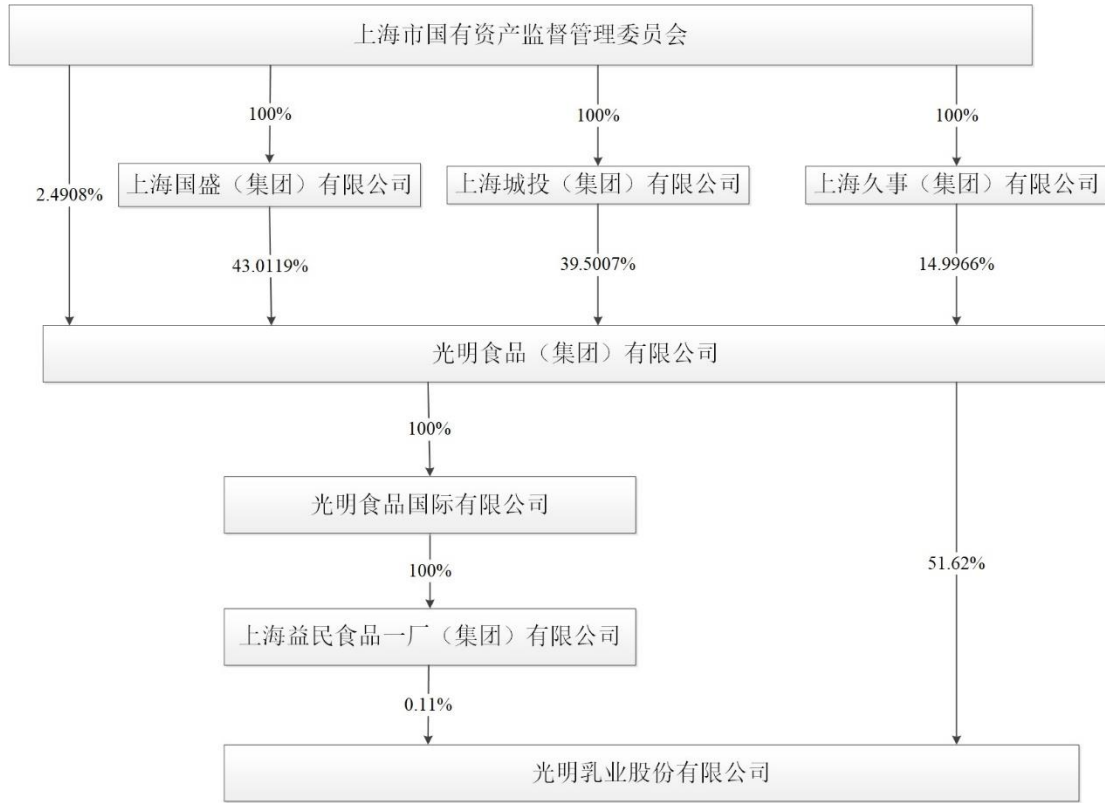 上海市国有资产监督管理委员会
100%
100%
100%
上海国盛（集团）有限公司
上海城投（集团）有限公司
上海久事（集团）有限公司
2.4908%
43.0119%
39.5007%
14.9966%
光明食品（集团）有限公司
100%
光明食品国际有限公司
51.62%
100%
上海益民食品一厂（集团）有限公司
0.11%
光明乳业股份有限公司